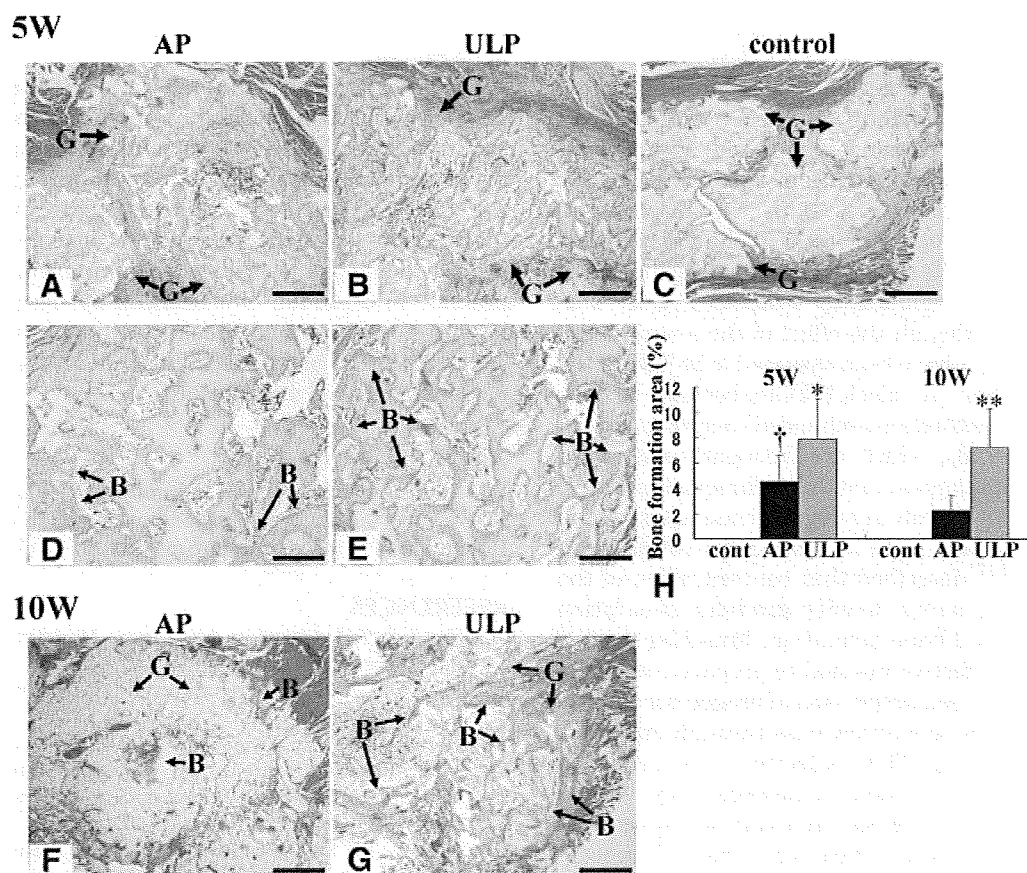 5W
AP ULP control
G G G
G G G
A B C
B B B
D E
Bone formation area (%)
5W 10W
12
10
8
6
4
2
0
† * **
cont AP ULP cont AP ULP
H
10W
AP ULP
G B G
B B B
B
F G